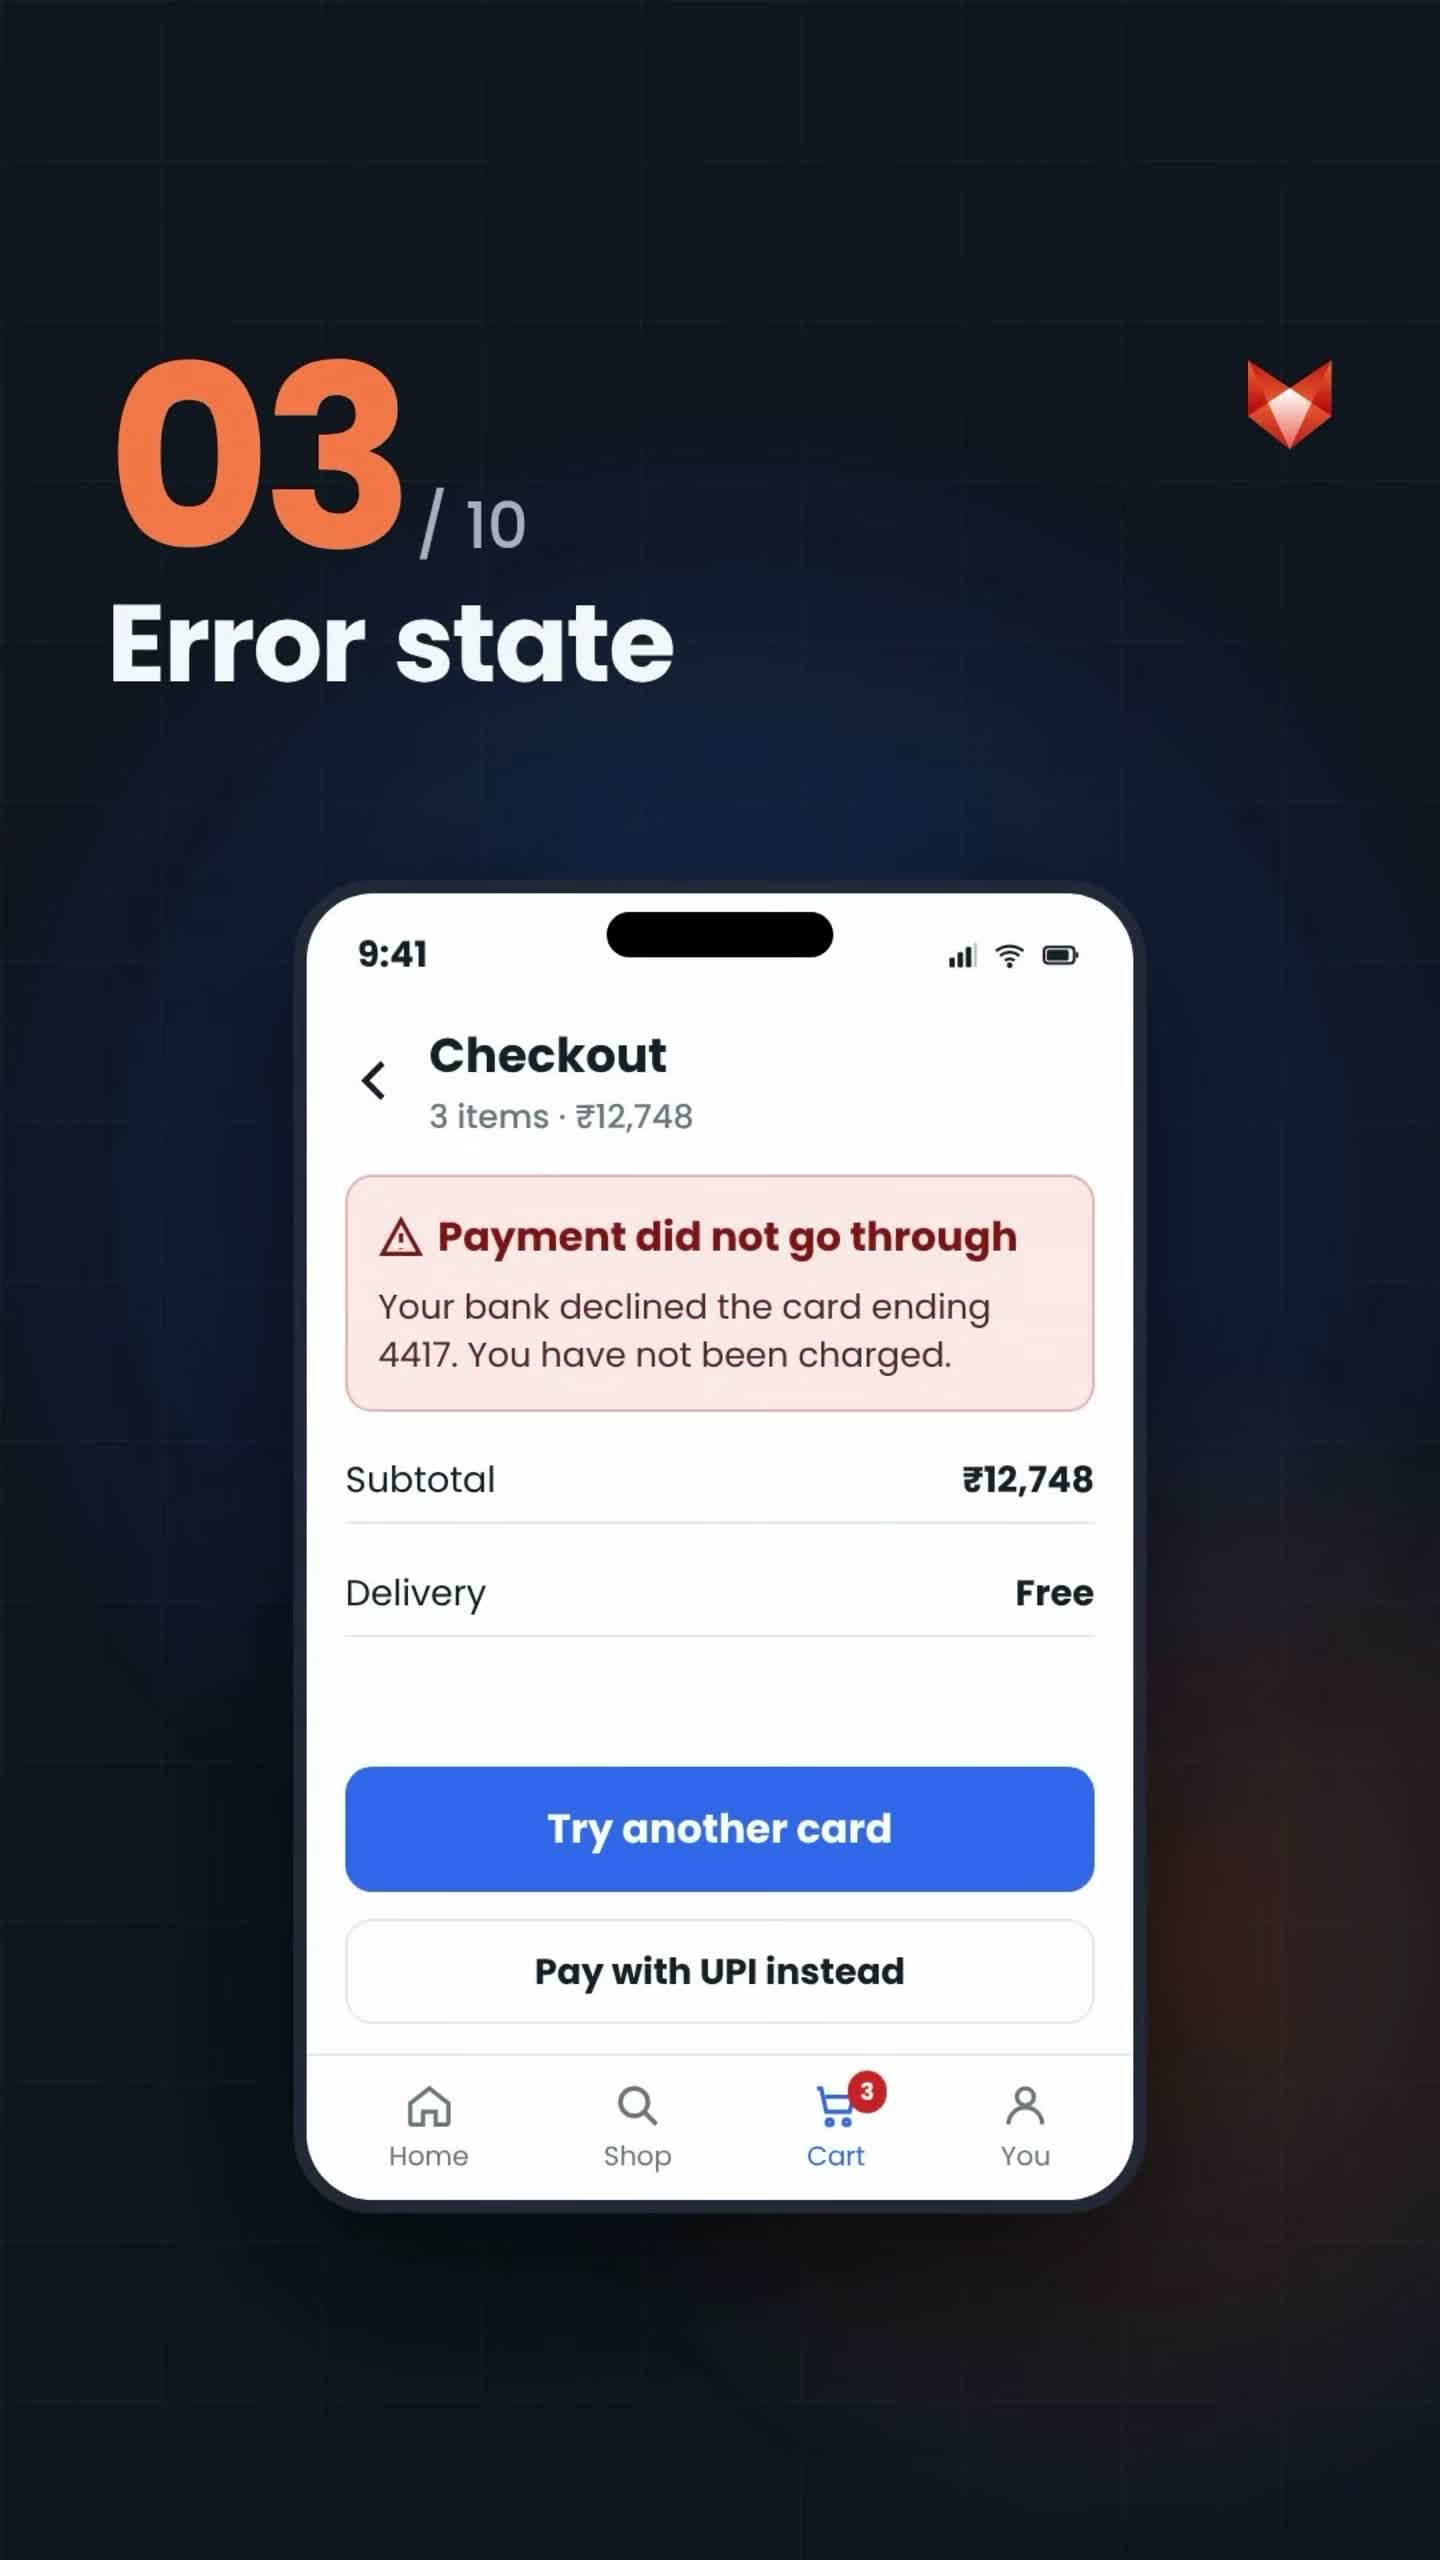 03 / 10
Error state
9:41
Checkout
3 items · ₹12,748
Payment did not go through
Your bank declined the card ending
4417. You have not been charged.
Subtotal ₹12,748
Delivery Free
Try another card
Pay with UPI instead
3
Home Shop Cart You